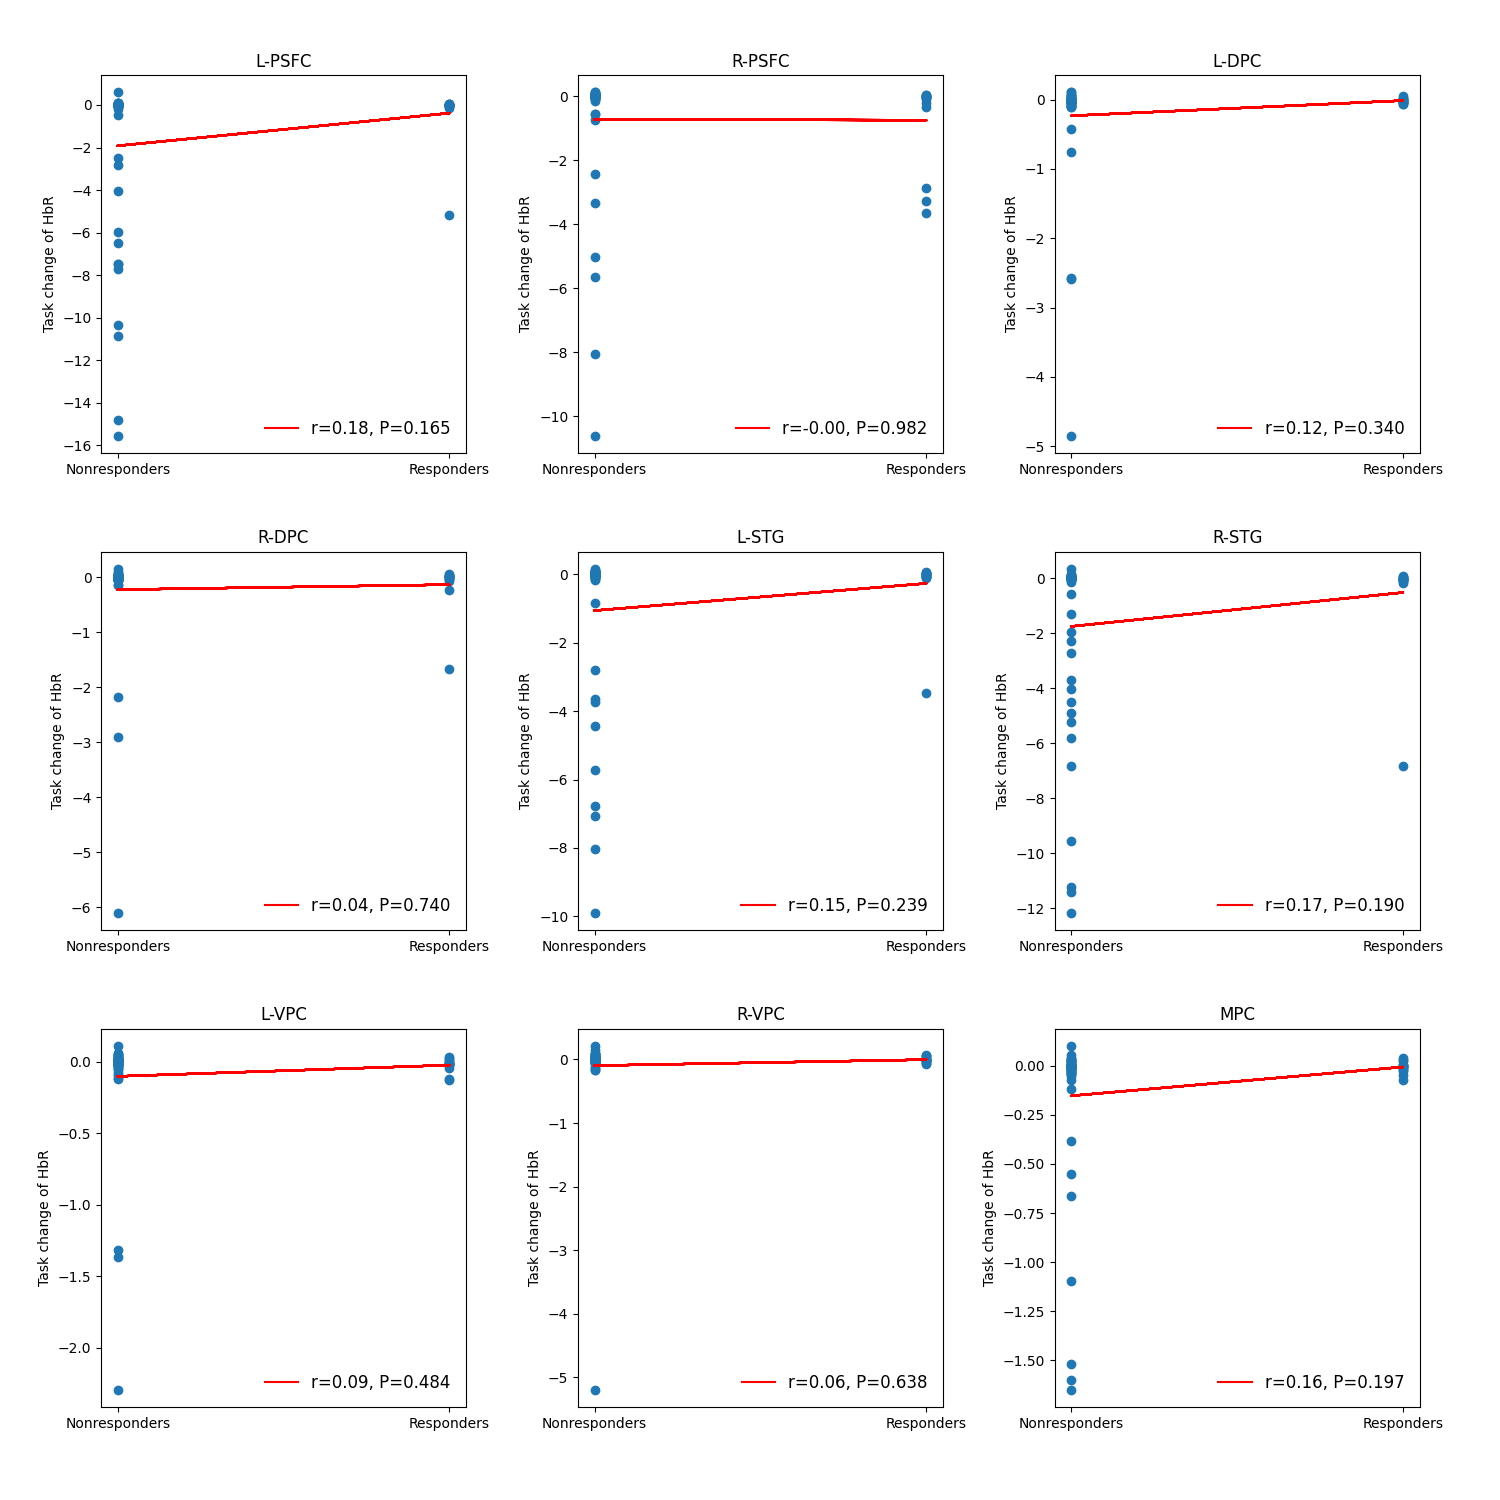 L-PSFC
Task change of HbR
0
−2
−4
−6
−8
−10
−12
−14
−16
r=0.18, P=0.165
Nonresponders Responders
R-PSFC
Task change of HbR
0
−2
−4
−6
−8
−10
r=-0.00, P=0.982
Nonresponders Responders
L-DPC
Task change of HbR
0
−1
−2
−3
−4
−5
r=0.12, P=0.340
Nonresponders Responders
R-DPC
Task change of HbR
0
−1
−2
−3
−4
−5
−6
r=0.04, P=0.740
Nonresponders Responders
L-STG
Task change of HbR
0
−2
−4
−6
−8
−10
r=0.15, P=0.239
Nonresponders Responders
R-STG
Task change of HbR
0
−2
−4
−6
−8
−10
−12
r=0.17, P=0.190
Nonresponders Responders
L-VPC
Task change of HbR
0.0
−0.5
−1.0
−1.5
−2.0
r=0.09, P=0.484
Nonresponders Responders
R-VPC
Task change of HbR
0
−1
−2
−3
−4
−5
r=0.06, P=0.638
Nonresponders Responders
MPC
Task change of HbR
0.00
−0.25
−0.50
−0.75
−1.00
−1.25
−1.50
r=0.16, P=0.197
Nonresponders Responders